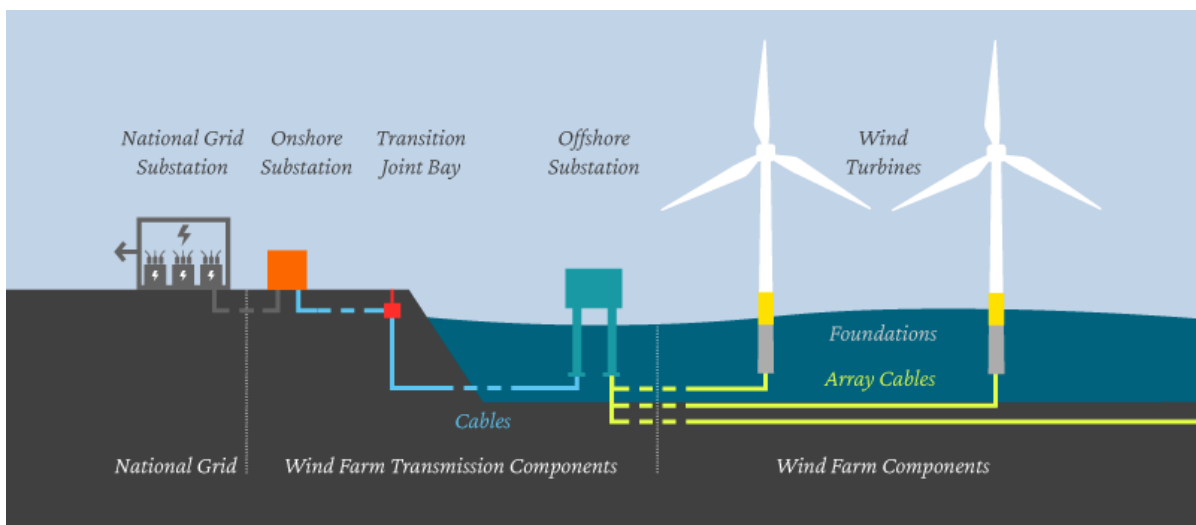 National Grid
Substation
Onshore
Substation
Transition
Joint Bay
Offshore
Substation
Wind
Turbines
Foundations
Array Cables
Cables
National Grid
Wind Farm Transmission Components
Wind Farm Components